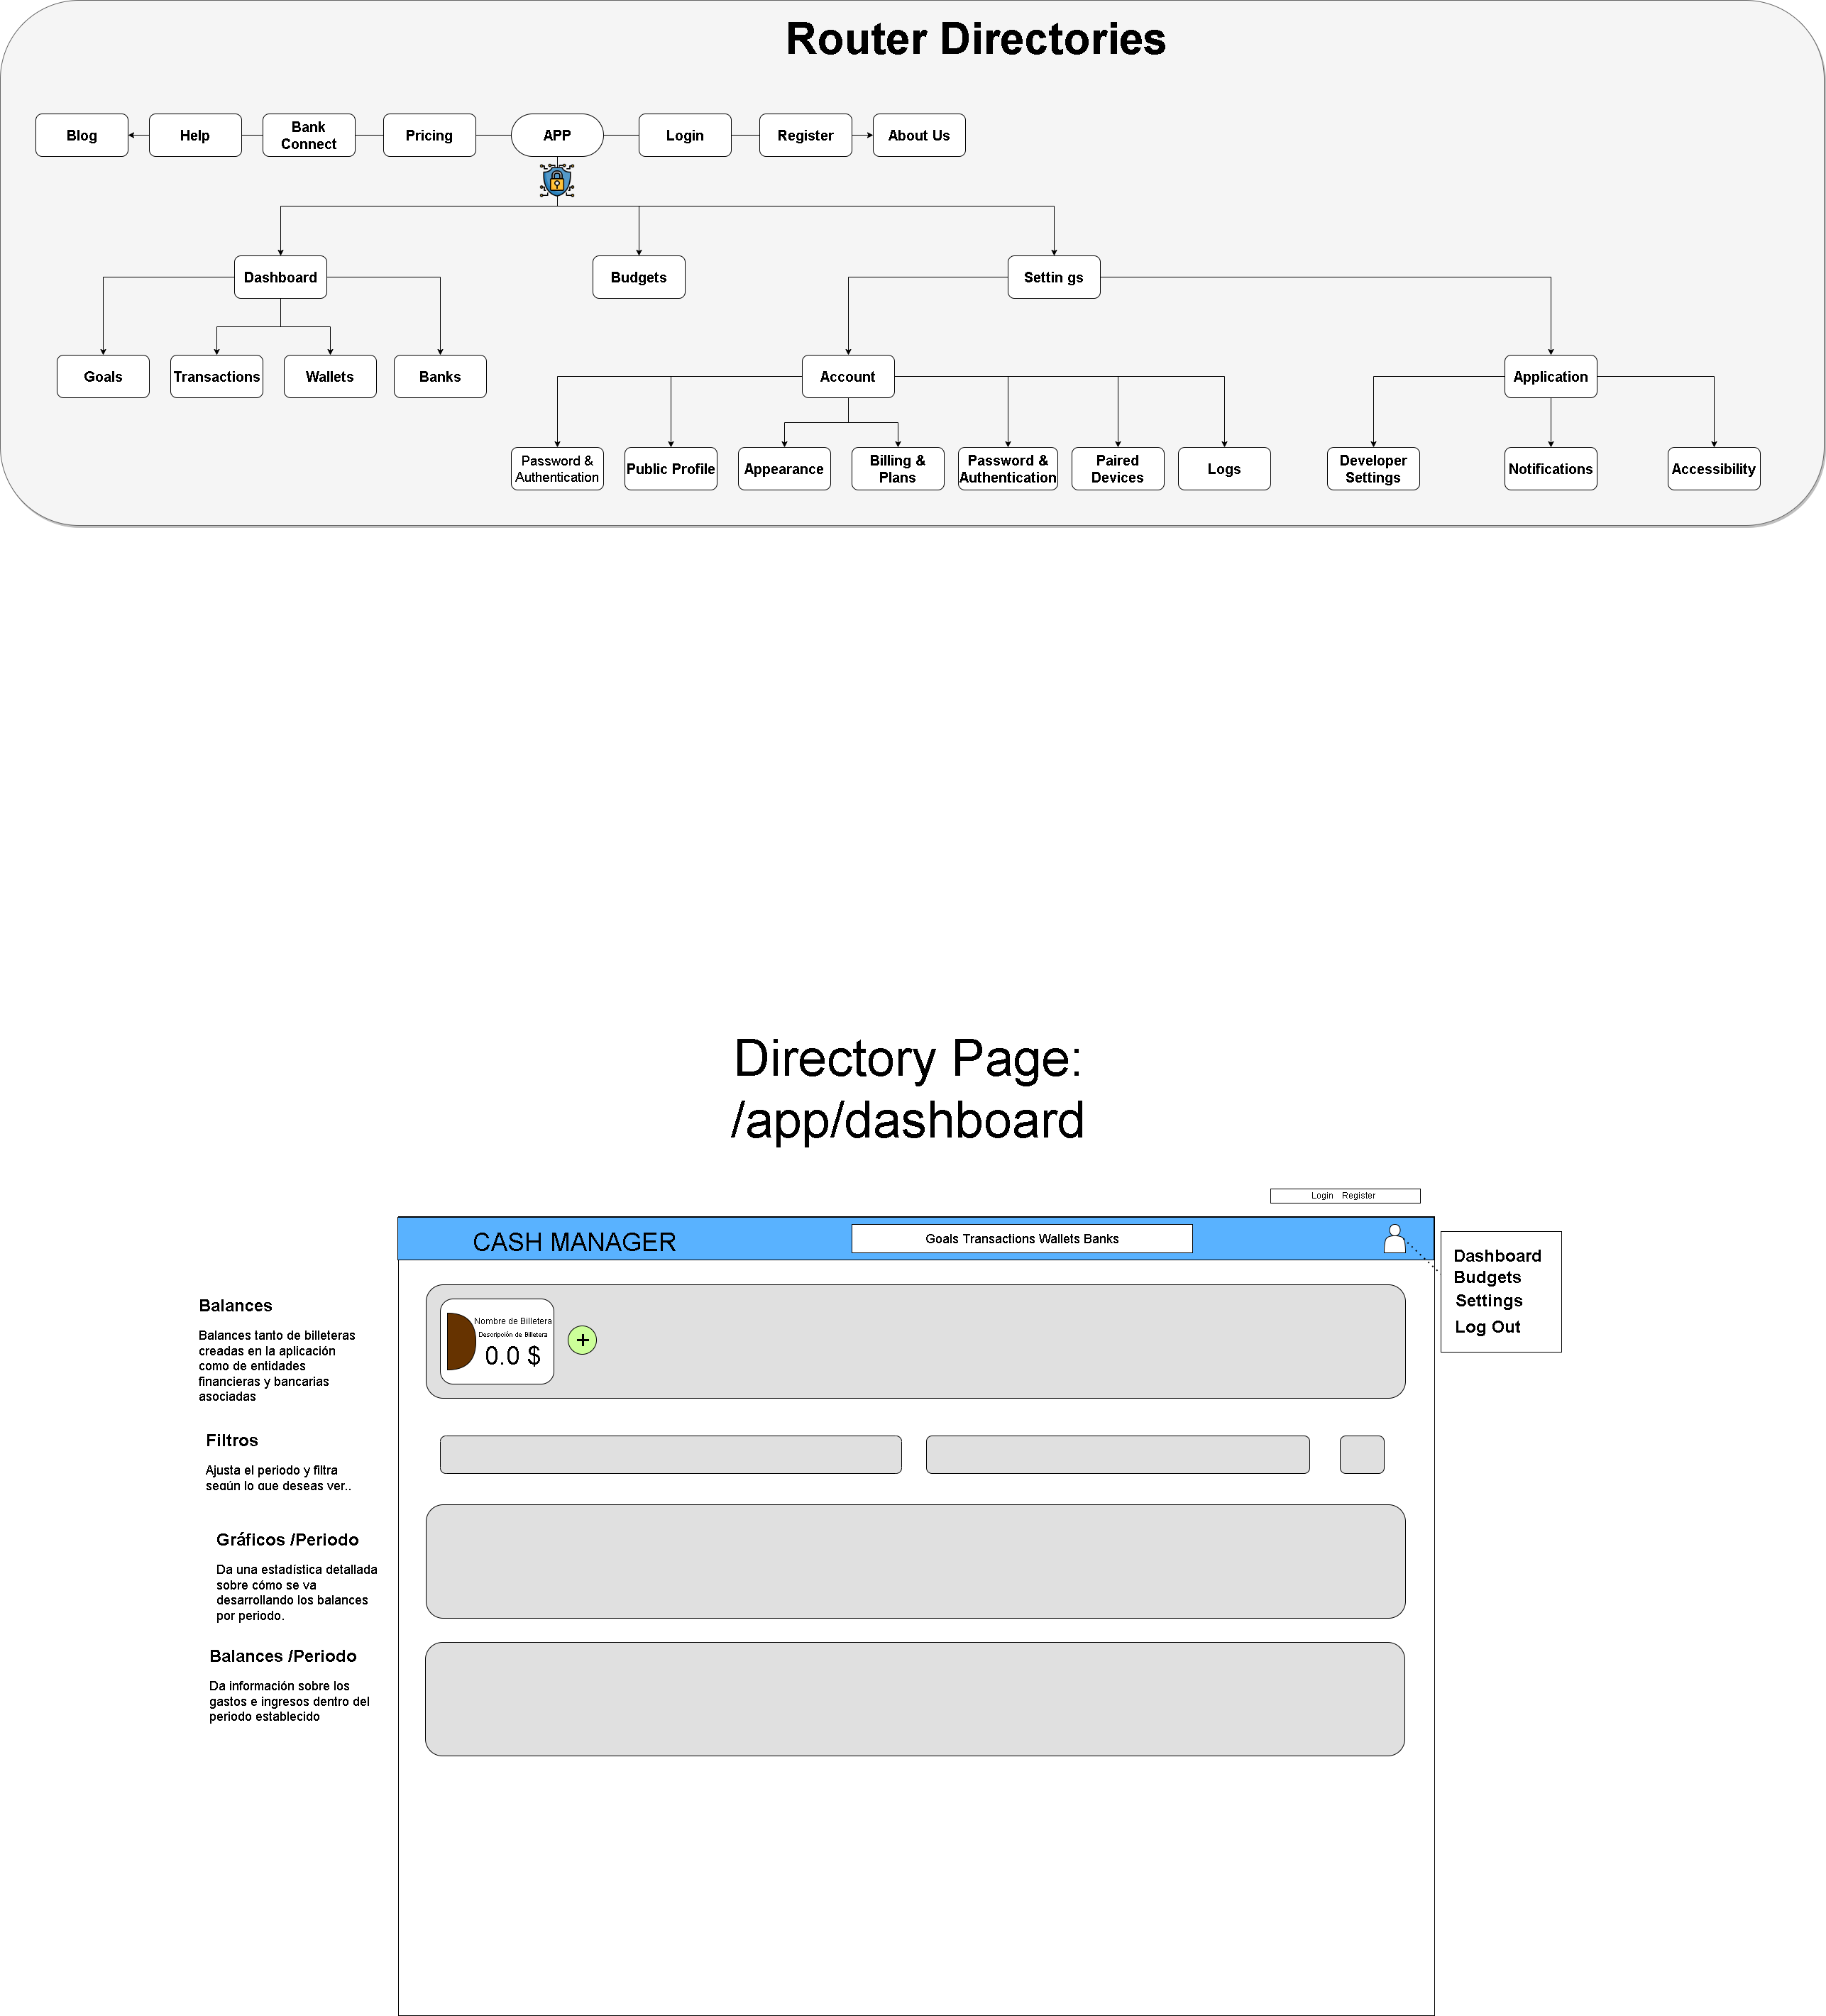 Router Directories
Blog
Help
Bank
Connect
Pricing
APP
Login
Register
About Us
Dashboard
Budgets
Settin gs
Goals
Transactions
Wallets
Banks
Account
Application
Password &
Authentication
Public Profile
Appearance
Billing &
Plans
Password &
Authentication
Paired
Devices
Logs
Developer
Settings
Notifications
Accessibility
Directory Page:
/app/dashboard
Login Register
CASH MANAGER
Goals Transactions Wallets Banks
Dashboard
Budgets
Settings
Log Out
Balances
Balances tanto de billeteras
creadas en la aplicación
como de entidades
financieras y bancarias
asociadas
Nombre de Billetera
Descripción de Billetera
0.0 $
+
Filtros
Ajusta el periodo y filtra
según lo que deseas ver..
Gráficos /Periodo
Da una estadística detallada
sobre cómo se va
desarrollando los balances
por periodo.
Balances /Periodo
Da información sobre los
gastos e ingresos dentro del
periodo establecido